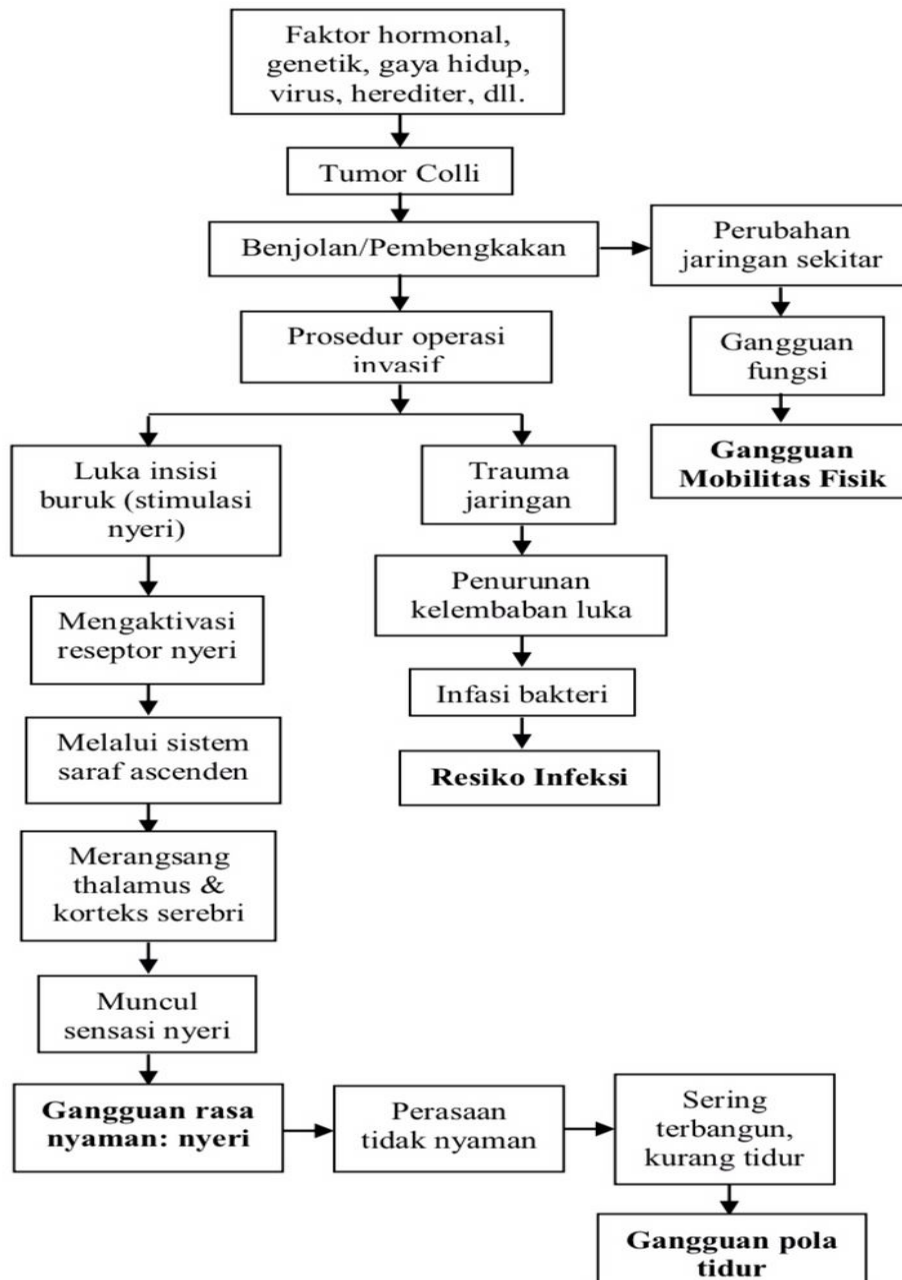 Faktor hormonal,
genetik, gaya hidup,
virus, herediter, dll.
Tumor Colli
Benjolan/Pembengkakan
Perubahan
jaringan sekitar
Gangguan
fungsi
Gangguan
Mobilitas Fisik
Prosedur operasi
invasif
Luka insisi
buruk (stimulasi
nyeri)
Mengaktivasi
reseptor nyeri
Melalui sistem
saraf ascenden
Merangsang
thalamus &
korteks serebri
Muncul
sensasi nyeri
Gangguan rasa
nyaman: nyeri
Trauma
jaringan
Penurunan
kelembaban luka
Infasi bakteri
Resiko Infeksi
Perasaan
tidak nyaman
Sering
terbangun,
kurang tidur
Gangguan pola
tidur